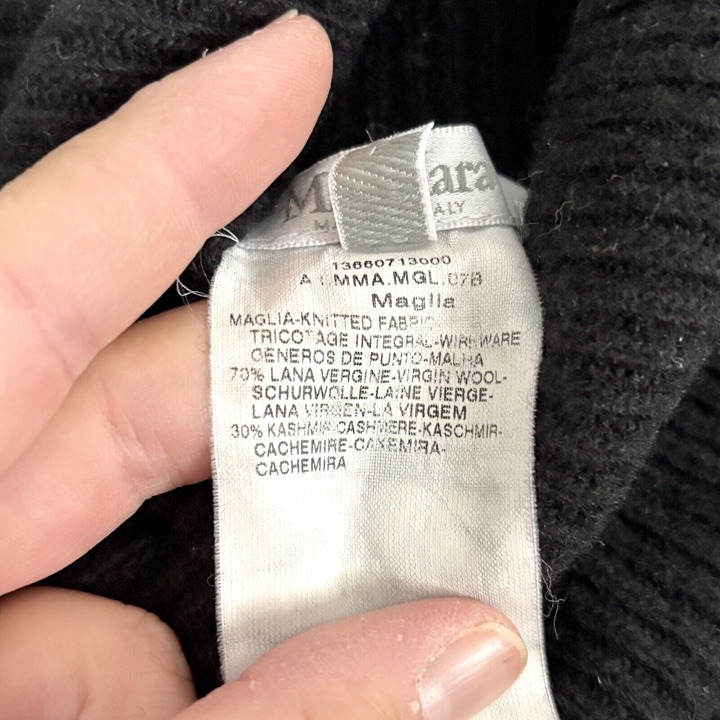 13660713000
MMA.MGL.07B
Maglia
MAGLIA-KNITTED FABRIC
TRICOTAGE INTEGRAL-WIRKWARE
GENEROS DE PUNTO-MALHA
70% LANA VERGINE-VIRGIN WOOL-
SCHURWOLLE-LAINE VIERGE-
LANA VIRGEN-LA VIRGEM
30% KASHMIR-CASHMERE-KASCHMIR-
CACHEMIRE-CAXEMIRA-
CACHEMIRA